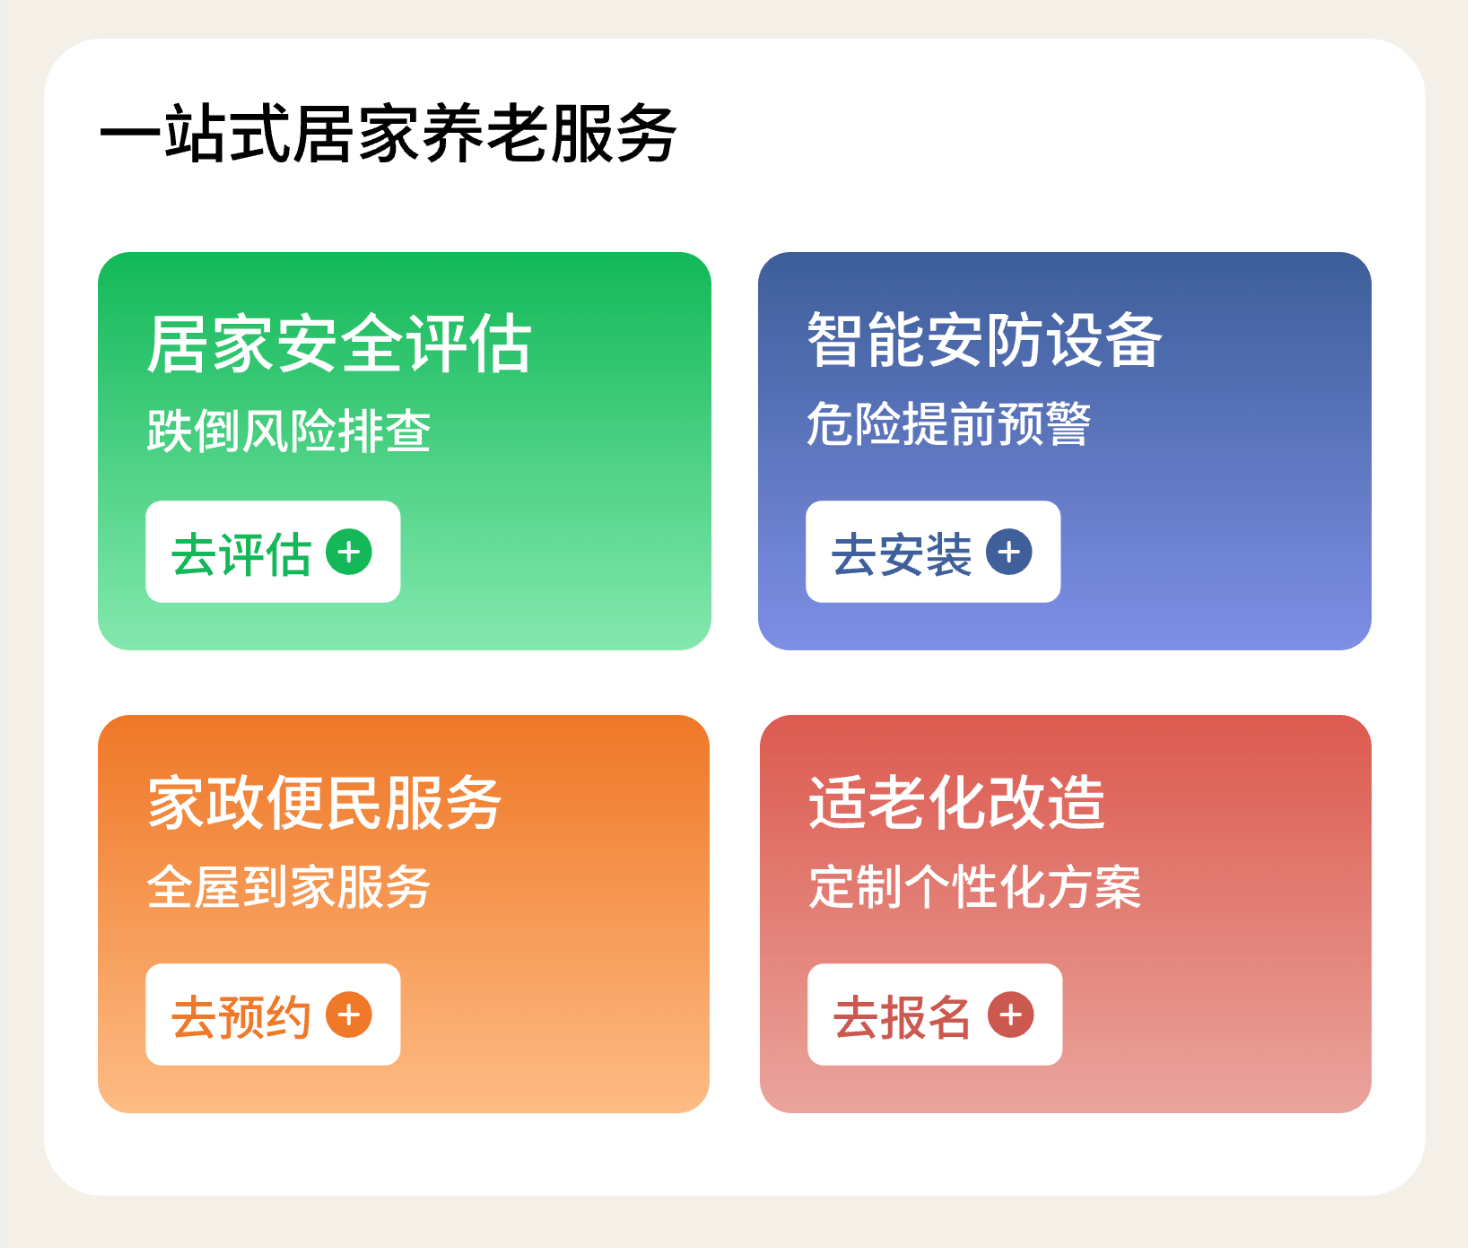 一站式居家养老服务
居家安全评估
跌倒风险排查
去评估
智能安防设备
危险提前预警
去安装
家政便民服务
全屋到家服务
去预约
适老化改造
定制个性化方案
去报名